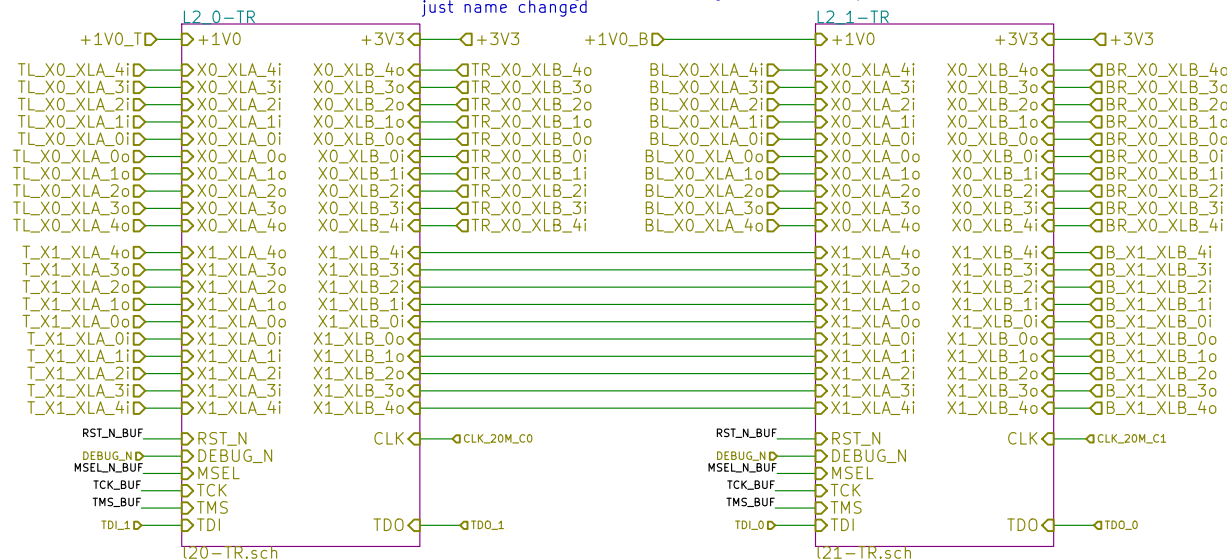 just name changed
L2_0-TR L2_1-TR
+1V0_T +1V0 +3V3 +3V3 +1V0_B +1V0 +3V3 +3V3
TL_X0_XLA_4i X0_XLA_4i X0_XLB_4o TR_X0_XLB_4o BL_X0_XLA_4i X0_XLA_4i X0_XLB_4o BR_X0_XLB_4o
TL_X0_XLA_3i X0_XLA_3i X0_XLB_3o TR_X0_XLB_3o BL_X0_XLA_3i X0_XLA_3i X0_XLB_3o BR_X0_XLB_3o
TL_X0_XLA_2i X0_XLA_2i X0_XLB_2o TR_X0_XLB_2o BL_X0_XLA_2i X0_XLA_2i X0_XLB_2o BR_X0_XLB_2o
TL_X0_XLA_1i X0_XLA_1i X0_XLB_1o TR_X0_XLB_1o BL_X0_XLA_1i X0_XLA_1i X0_XLB_1o BR_X0_XLB_1o
TL_X0_XLA_0i X0_XLA_0i X0_XLB_0o TR_X0_XLB_0o BL_X0_XLA_0i X0_XLA_0i X0_XLB_0o BR_X0_XLB_0o
TL_X0_XLA_0o X0_XLA_0o X0_XLB_0i TR_X0_XLB_0i BL_X0_XLA_0o X0_XLA_0o X0_XLB_0i BR_X0_XLB_0i
TL_X0_XLA_1o X0_XLA_1o X0_XLB_1i TR_X0_XLB_1i BL_X0_XLA_1o X0_XLA_1o X0_XLB_1i BR_X0_XLB_1i
TL_X0_XLA_2o X0_XLA_2o X0_XLB_2i TR_X0_XLB_2i BL_X0_XLA_2o X0_XLA_2o X0_XLB_2i BR_X0_XLB_2i
TL_X0_XLA_3o X0_XLA_3o X0_XLB_3i TR_X0_XLB_3i BL_X0_XLA_3o X0_XLA_3o X0_XLB_3i BR_X0_XLB_3i
TL_X0_XLA_4o X0_XLA_4o X0_XLB_4i TR_X0_XLB_4i BL_X0_XLA_4o X0_XLA_4o X0_XLB_4i BR_X0_XLB_4i
T_X1_XLA_4o X1_XLA_4o X1_XLB_4i X1_XLA_4o X1_XLB_4i B_X1_XLB_4i
T_X1_XLA_3o X1_XLA_3o X1_XLB_3i X1_XLA_3o X1_XLB_3i B_X1_XLB_3i
T_X1_XLA_2o X1_XLA_2o X1_XLB_2i X1_XLA_2o X1_XLB_2i B_X1_XLB_2i
T_X1_XLA_1o X1_XLA_1o X1_XLB_1i X1_XLA_1o X1_XLB_1i B_X1_XLB_1i
T_X1_XLA_0o X1_XLA_0o X1_XLB_0i X1_XLA_0o X1_XLB_0i B_X1_XLB_0i
T_X1_XLA_0i X1_XLA_0i X1_XLB_0o X1_XLA_0i X1_XLB_0o B_X1_XLB_0o
T_X1_XLA_1i X1_XLA_1i X1_XLB_1o X1_XLA_1i X1_XLB_1o B_X1_XLB_1o
T_X1_XLA_2i X1_XLA_2i X1_XLB_2o X1_XLA_2i X1_XLB_2o B_X1_XLB_2o
T_X1_XLA_3i X1_XLA_3i X1_XLB_3o X1_XLA_3i X1_XLB_3o B_X1_XLB_3o
T_X1_XLA_4i X1_XLA_4i X1_XLB_4o X1_XLA_4i X1_XLB_4o B_X1_XLB_4o
RST_N_BUF RST_N CLK CLK_20M_C0 RST_N_BUF RST_N CLK CLK_20M_C1
DEBUG_N DEBUG_N DEBUG_N DEBUG_N
MSEL_N_BUF MSEL MSEL_N_BUF MSEL
TCK_BUF TCK TCK_BUF TCK
TMS_BUF TMS TMS_BUF TMS
TDI_1 TDI TDO TDO_1 TDI_0 TDI TDO TDO_0
l20-TR.sch l21-TR.sch